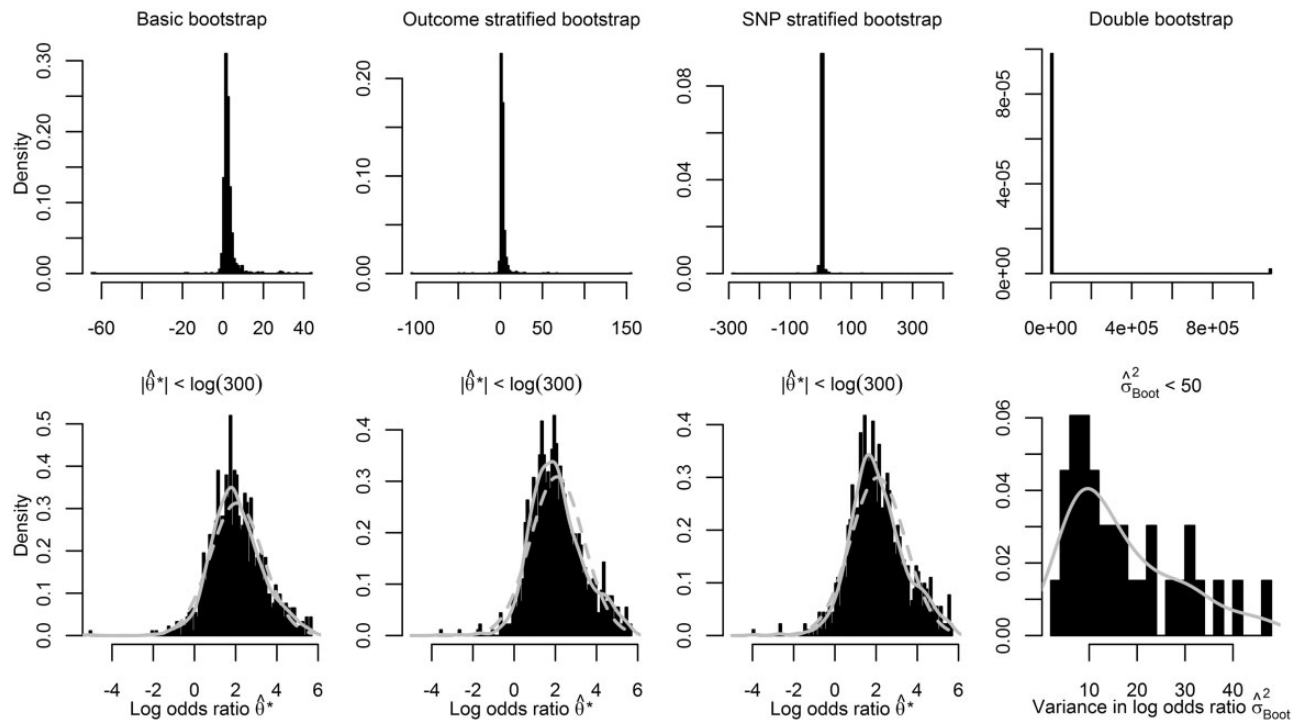 Basic bootstrap
Outcome stratified bootstrap
SNP stratified bootstrap
Double bootstrap
Density
0.00 0.10 0.20 0.30
-60 -20 0 20 40
0.00 0.10 0.20
-100 0 50 150
0.00 0.04 0.08
-300 -100 100 300
0e+00 4e-05 8e-05
0e+00 4e+05 8e+05
|θ̂*| < log(300)
|θ̂*| < log(300)
|θ̂*| < log(300)
σ̂²Boot < 50
Density
0.0 0.1 0.2 0.3 0.4 0.5
-4 -2 0 2 4 6
Log odds ratio θ̂*
0.0 0.1 0.2 0.3 0.4
-4 -2 0 2 4 6
Log odds ratio θ̂*
0.0 0.1 0.2 0.3 0.4
-4 -2 0 2 4 6
Log odds ratio θ̂*
0.00 0.02 0.04 0.06
10 20 30 40
Variance in log odds ratio σ̂²Boot